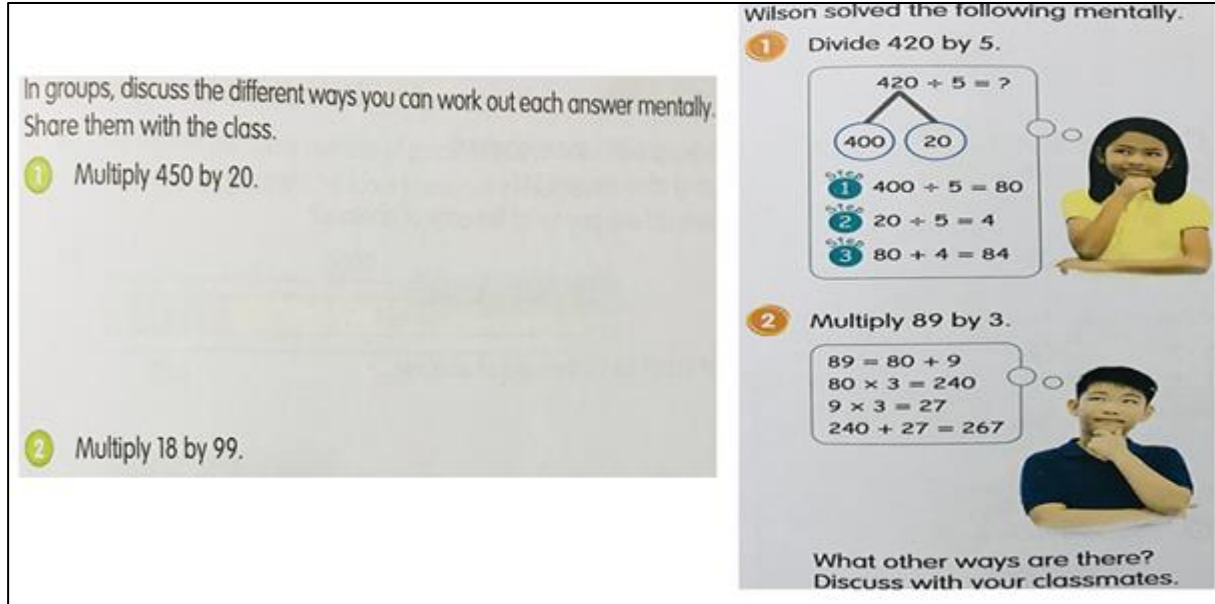 In groups, discuss the different ways you can work out each answer mentally.
Share them with the class.
1 Multiply 450 by 20.
2 Multiply 18 by 99.
Wilson solved the following mentally.
1 Divide 420 by 5.
420 ÷ 5 = ?
400 20
Step 1 400 ÷ 5 = 80
Step 2 20 ÷ 5 = 4
Step 3 80 + 4 = 84
2 Multiply 89 by 3.
89 = 80 + 9
80 × 3 = 240
9 × 3 = 27
240 + 27 = 267
What other ways are there?
Discuss with your classmates.